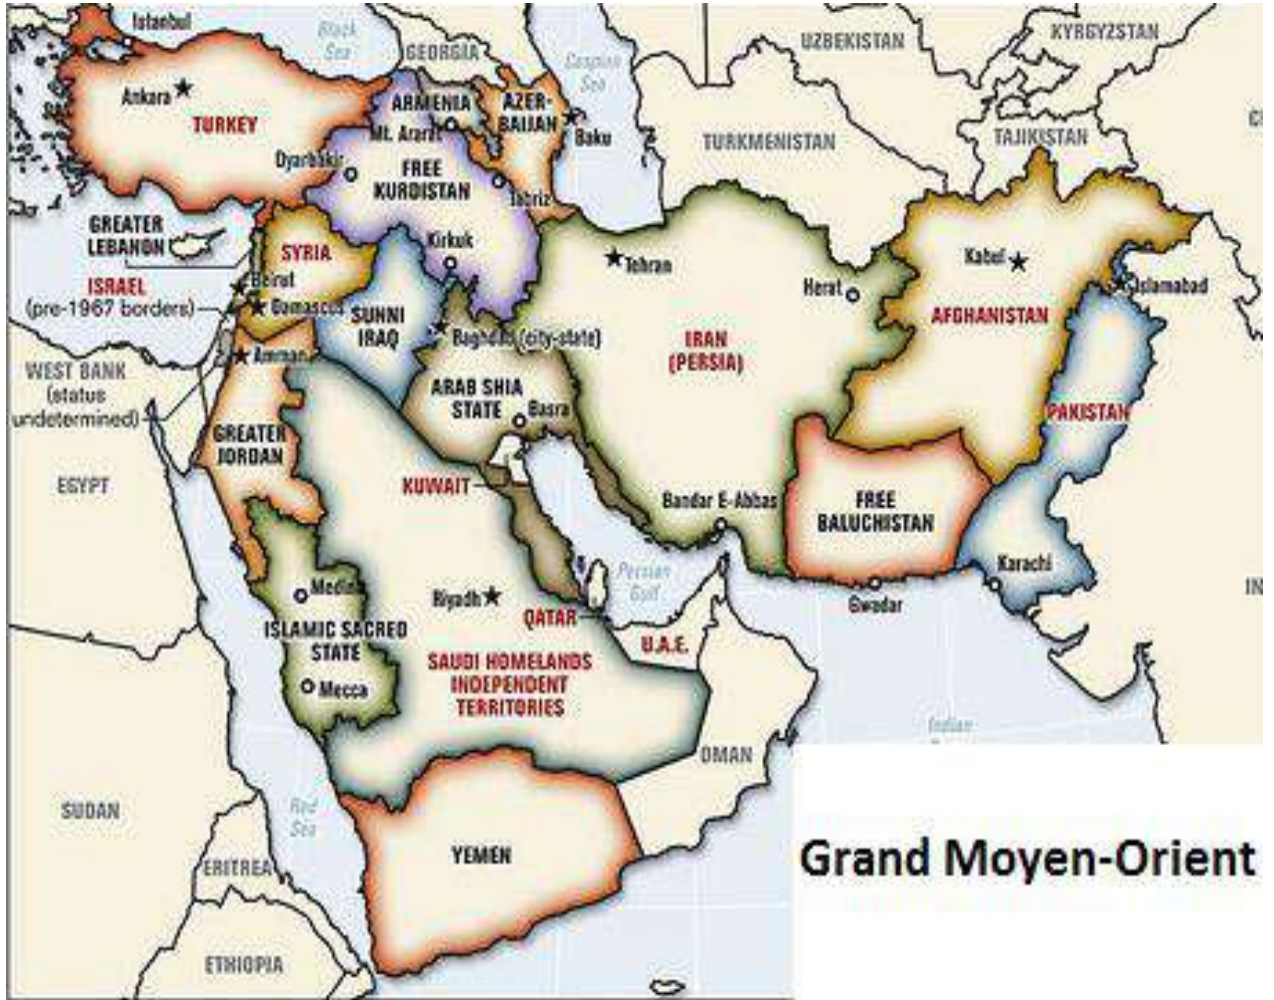 Istanbul
Black
Sea
GEORGIA
Caspian
Sea
UZBEKISTAN
KYRGYZSTAN
Ankara
TURKEY
ARMENIA
AZER-
BAIJAN
Baku
Mt. Ararat
TURKMENISTAN
TAJIKISTAN
Dyarbakir
FREE
KURDISTAN
Tabriz
GREATER
LEBANON
SYRIA
Kirkuk
Tehran
Kabul
Herat
Islamabad
ISRAEL
(pre-1967 borders)
Beirut
Damascus
SUNNI
IRAQ
Baghdad (city-state)
IRAN
(PERSIA)
AFGHANISTAN
WEST BANK
(status
undetermined)
Amman
ARAB SHIA
STATE
Basra
PAKISTAN
GREATER
JORDAN
EGYPT
KUWAIT
Bandar E-Abbas
FREE
BALUCHISTAN
Karachi
Gwadar
Persian
Gulf
Medina
Riyadh
QATAR
ISLAMIC SACRED
STATE
U.A.E.
Mecca
SAUDI HOMELANDS
INDEPENDENT
TERRITORIES
OMAN
Indian
SUDAN
Red
Sea
ERITREA
YEMEN
ETHIOPIA
Grand Moyen-Orient